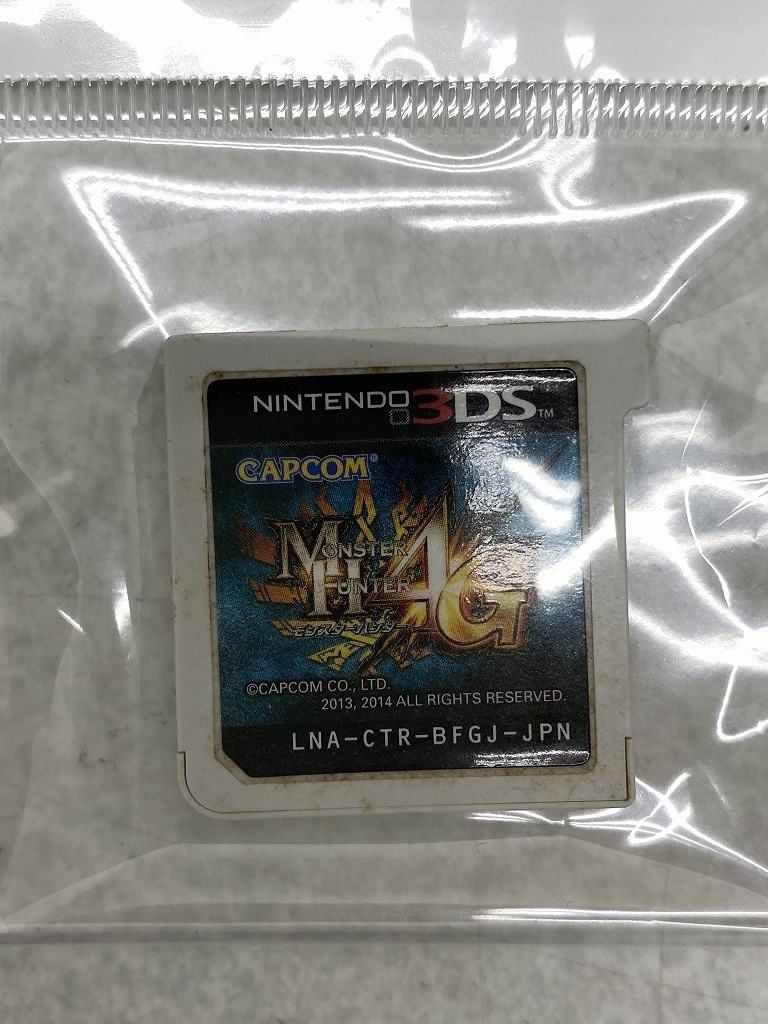 NINTENDO 3DS™
CAPCOM®
MONSTER
HUNTER 4G
モンスターハンター
©CAPCOM CO., LTD.
2013, 2014 ALL RIGHTS RESERVED.
LNA-CTR-BFGJ-JPN